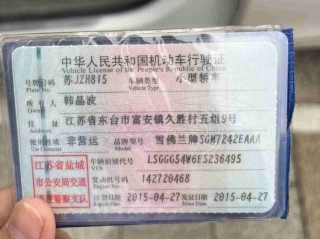 中华人民共和国机动车行驶证
Vehicle License of the People's Republic of China
号牌号码 苏JZH815 车辆类型 小型轿车
Plate No. Vehicle Type
所有人 韩晶波
住址 江苏省东台市富安镇久胜村五组9号
使用性质 非营运 品牌型号 雪佛兰牌SGM7242EAAA
江苏省盐城 车辆识别代号 LSGGG54W6ES236495
VIN
市公安局交通 发动机号码 142720468
Engine No.
巡逻警察支队 注册日期 2015-04-27 发证日期 2015-04-27